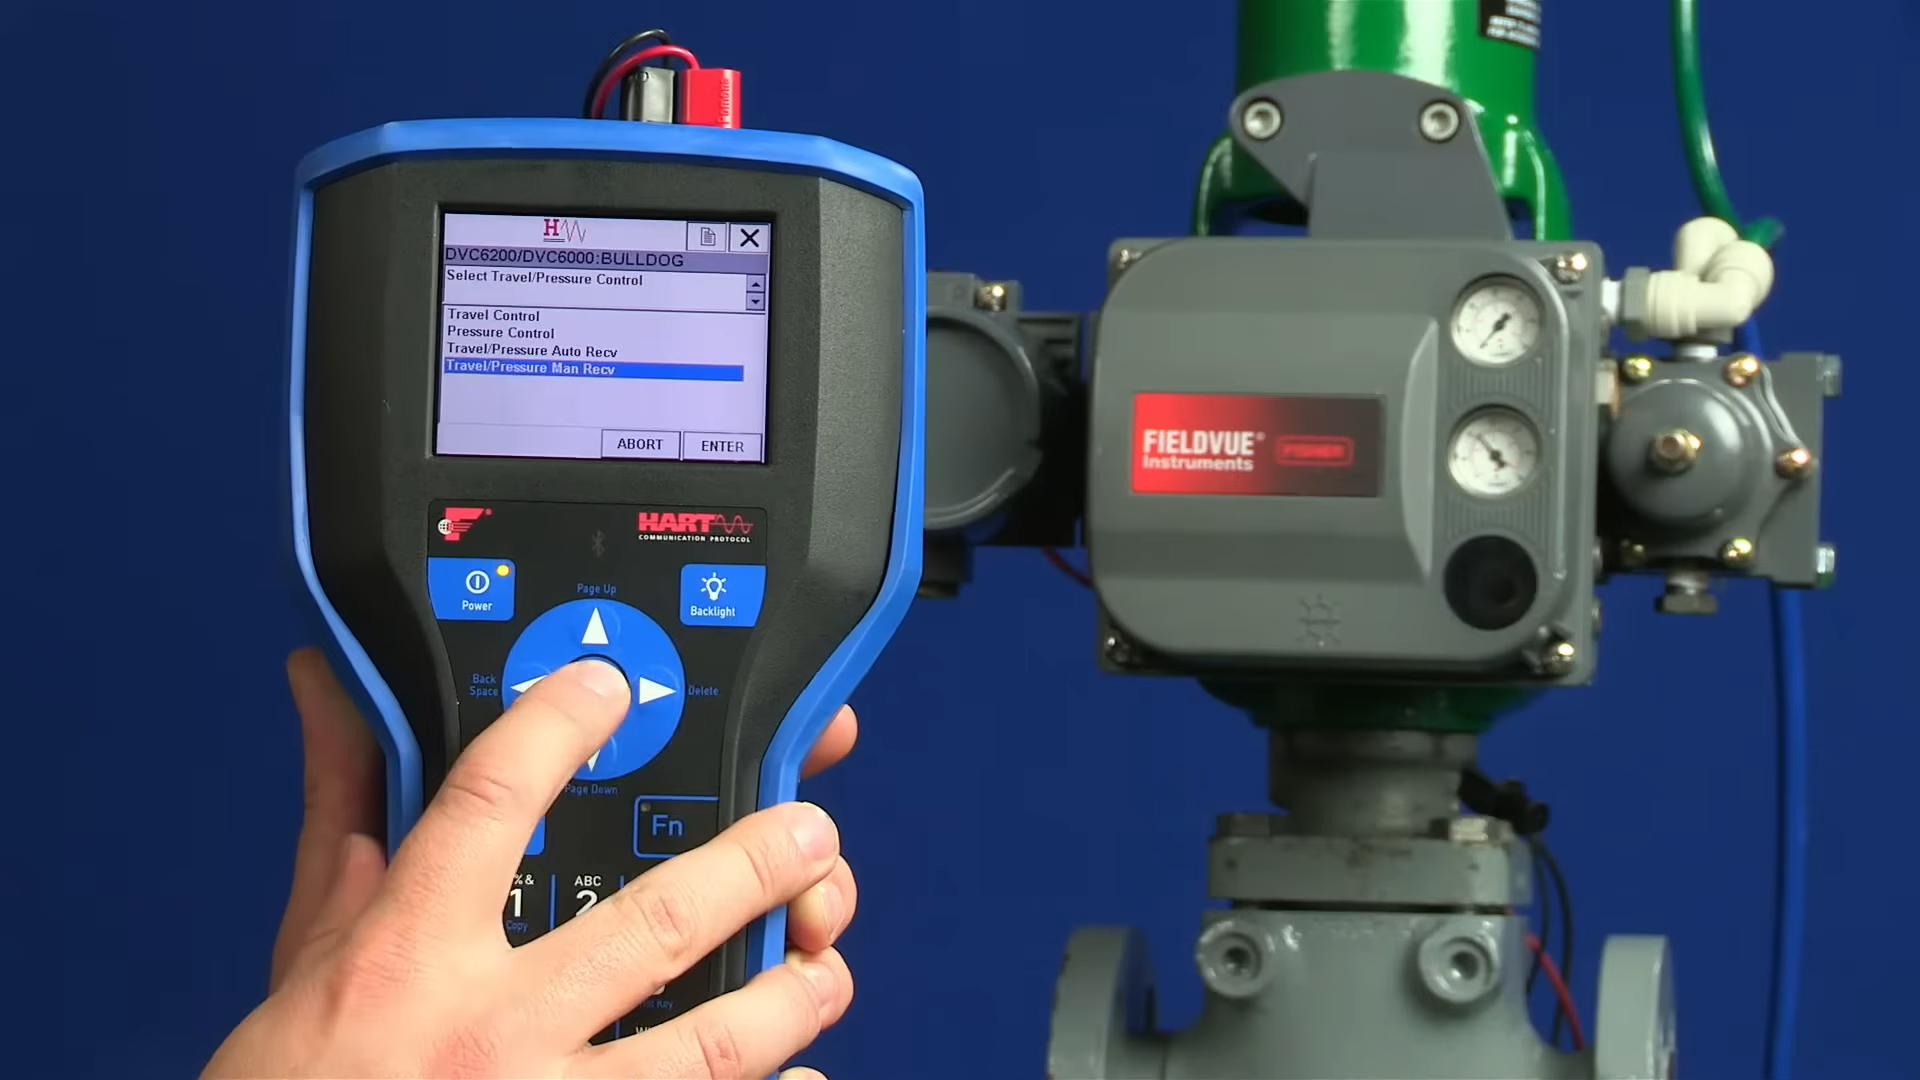 DVC6200/DVC6000:BULLDOG
Select Travel/Pressure Control
Travel Control
Pressure Control
Travel/Pressure Auto Recv
Travel/Pressure Man Recv
ABORT
ENTER
HART
COMMUNICATION PROTOCOL
Power
Backlight
Page Up
Back Space
Delete
Page Down
Fn
%&
1
Copy
ABC
2
FIELDVUE®
Instruments
FISHER